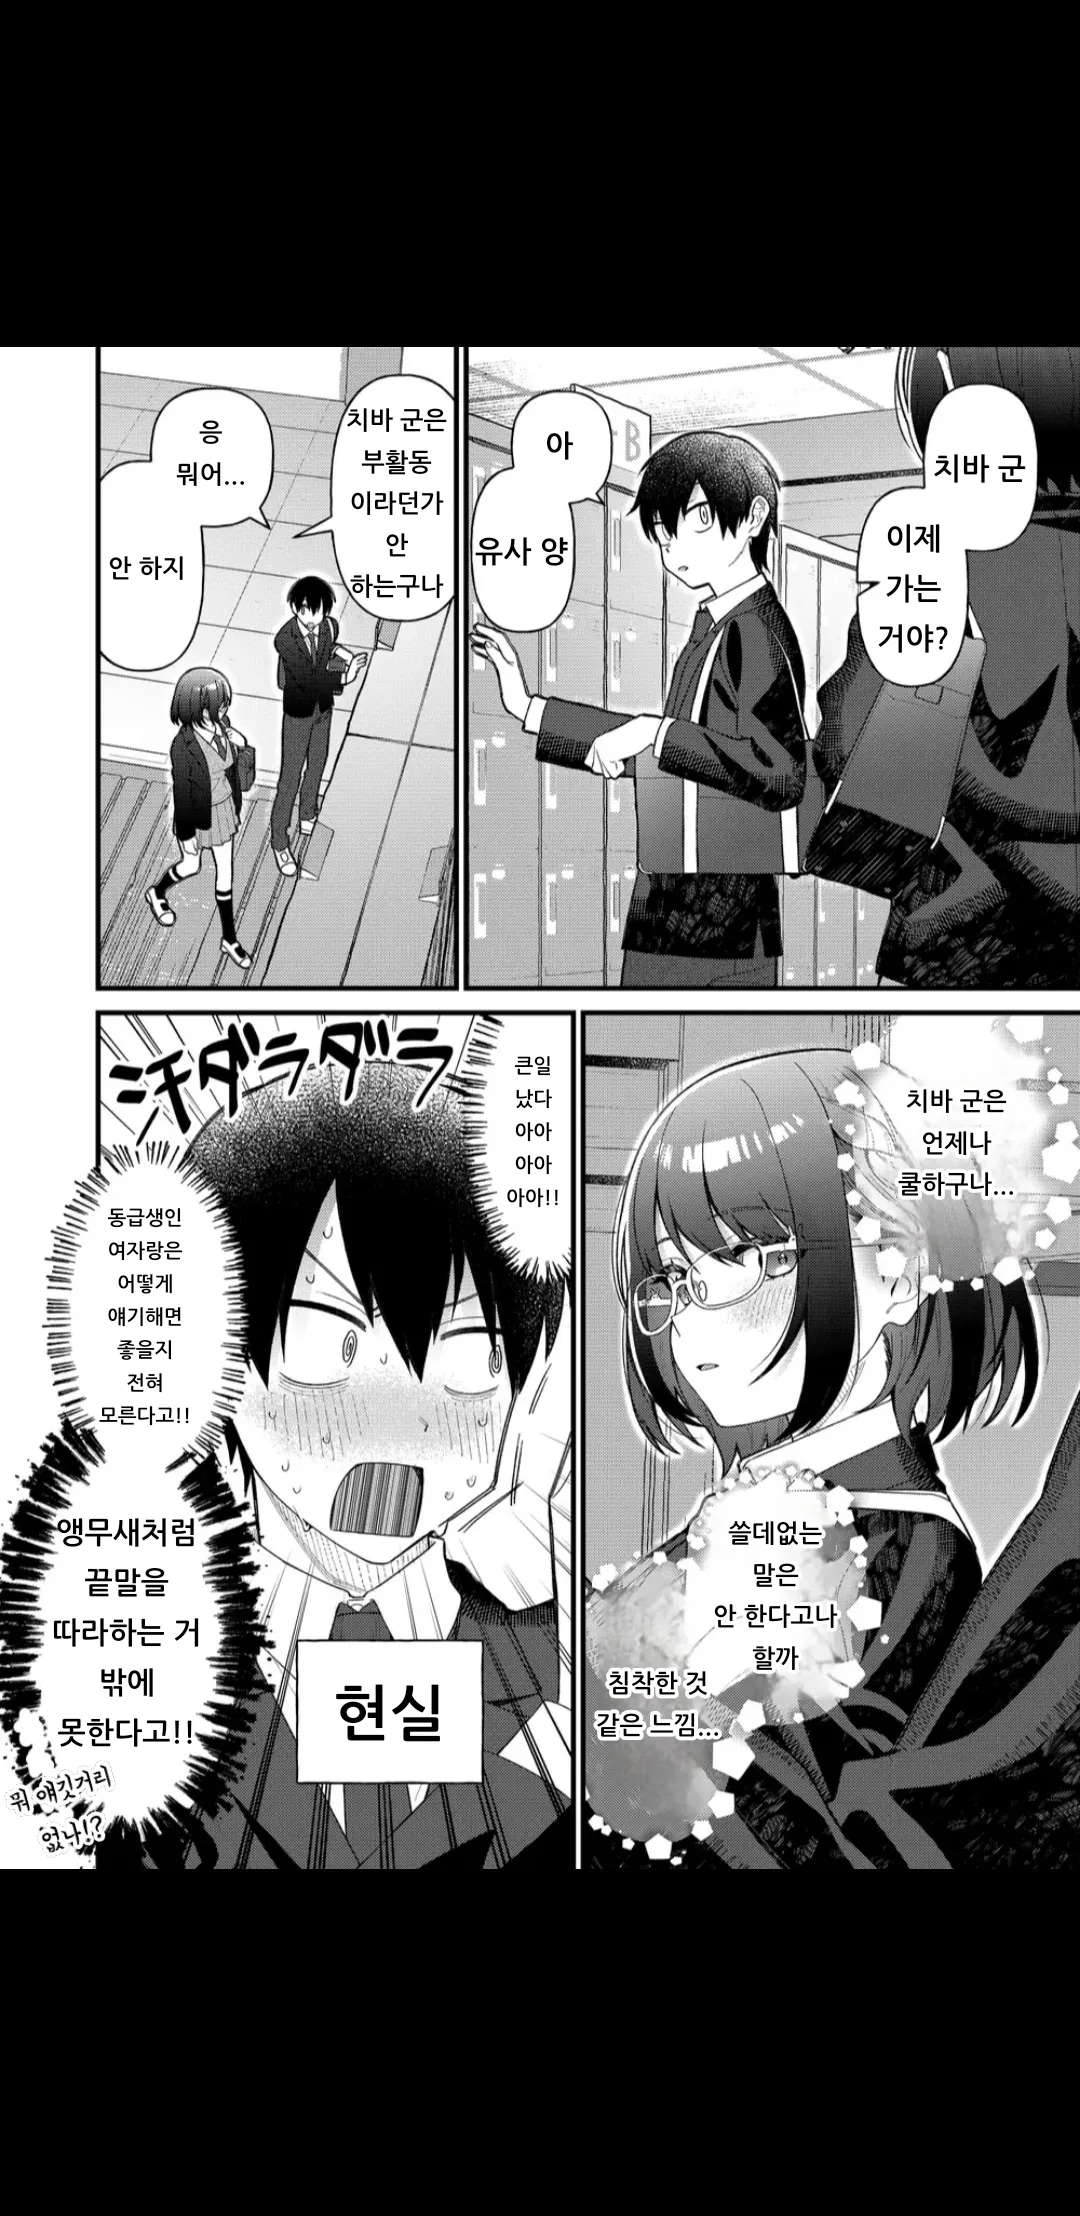 치바 군
이제
가는
거야?
아
유사 양
-B
치바 군은
부활동
이라던가
안
하는구나
응
뭐어...
안 하지
치바 군은
언제나
쿨하구나...
쓸데없는
말은
안 한다고나
할까
침착한 것
같은 느낌...
汗ダラダラ
큰일
났다
아아
아아
아아!!
동급생인
여자랑은
어떻게
얘기해면
좋을지
전혀
모른다고!!
앵무새처럼
끝말을
따라하는 거
밖에
못한다고!!
현실
뭐 얘깃거리
없나!?